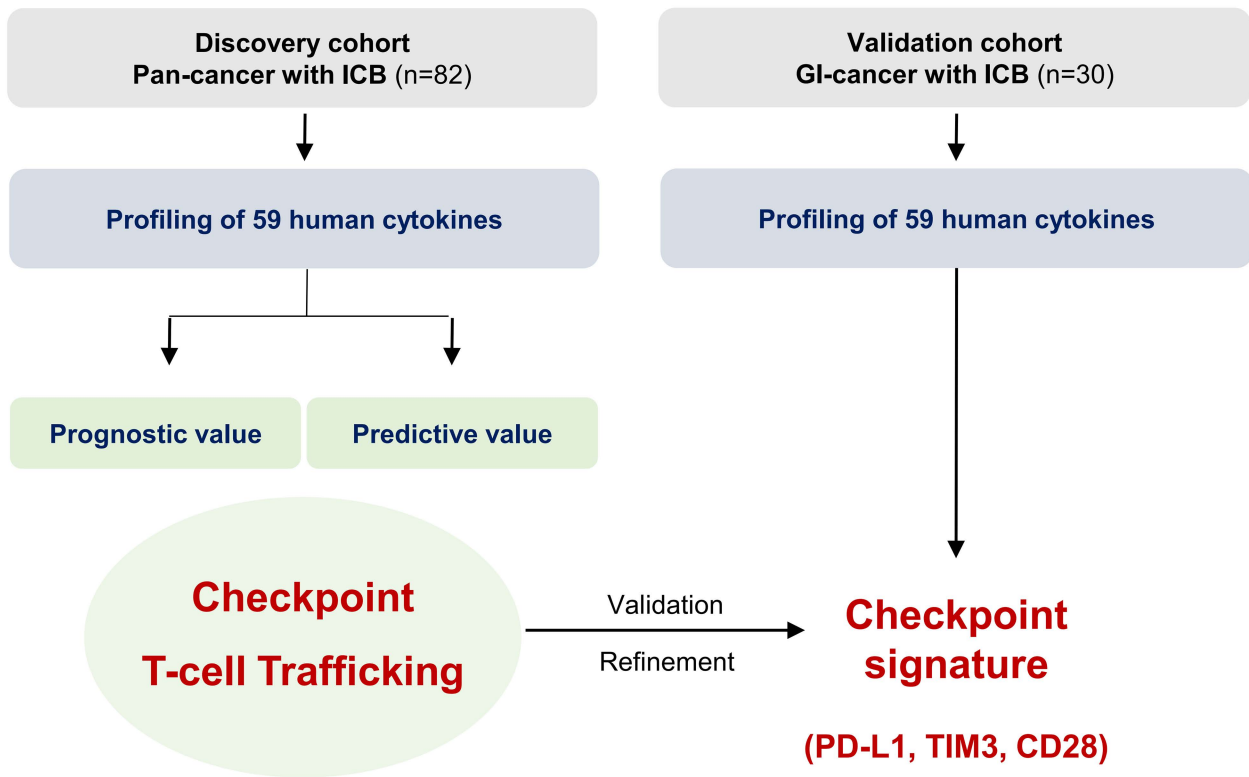 Discovery cohort
Pan-cancer with ICB (n=82)
Validation cohort
GI-cancer with ICB (n=30)
Profiling of 59 human cytokines
Profiling of 59 human cytokines
Prognostic value
Predictive value
Checkpoint
T-cell Trafficking
Validation
Refinement
Checkpoint
signature
(PD-L1, TIM3, CD28)